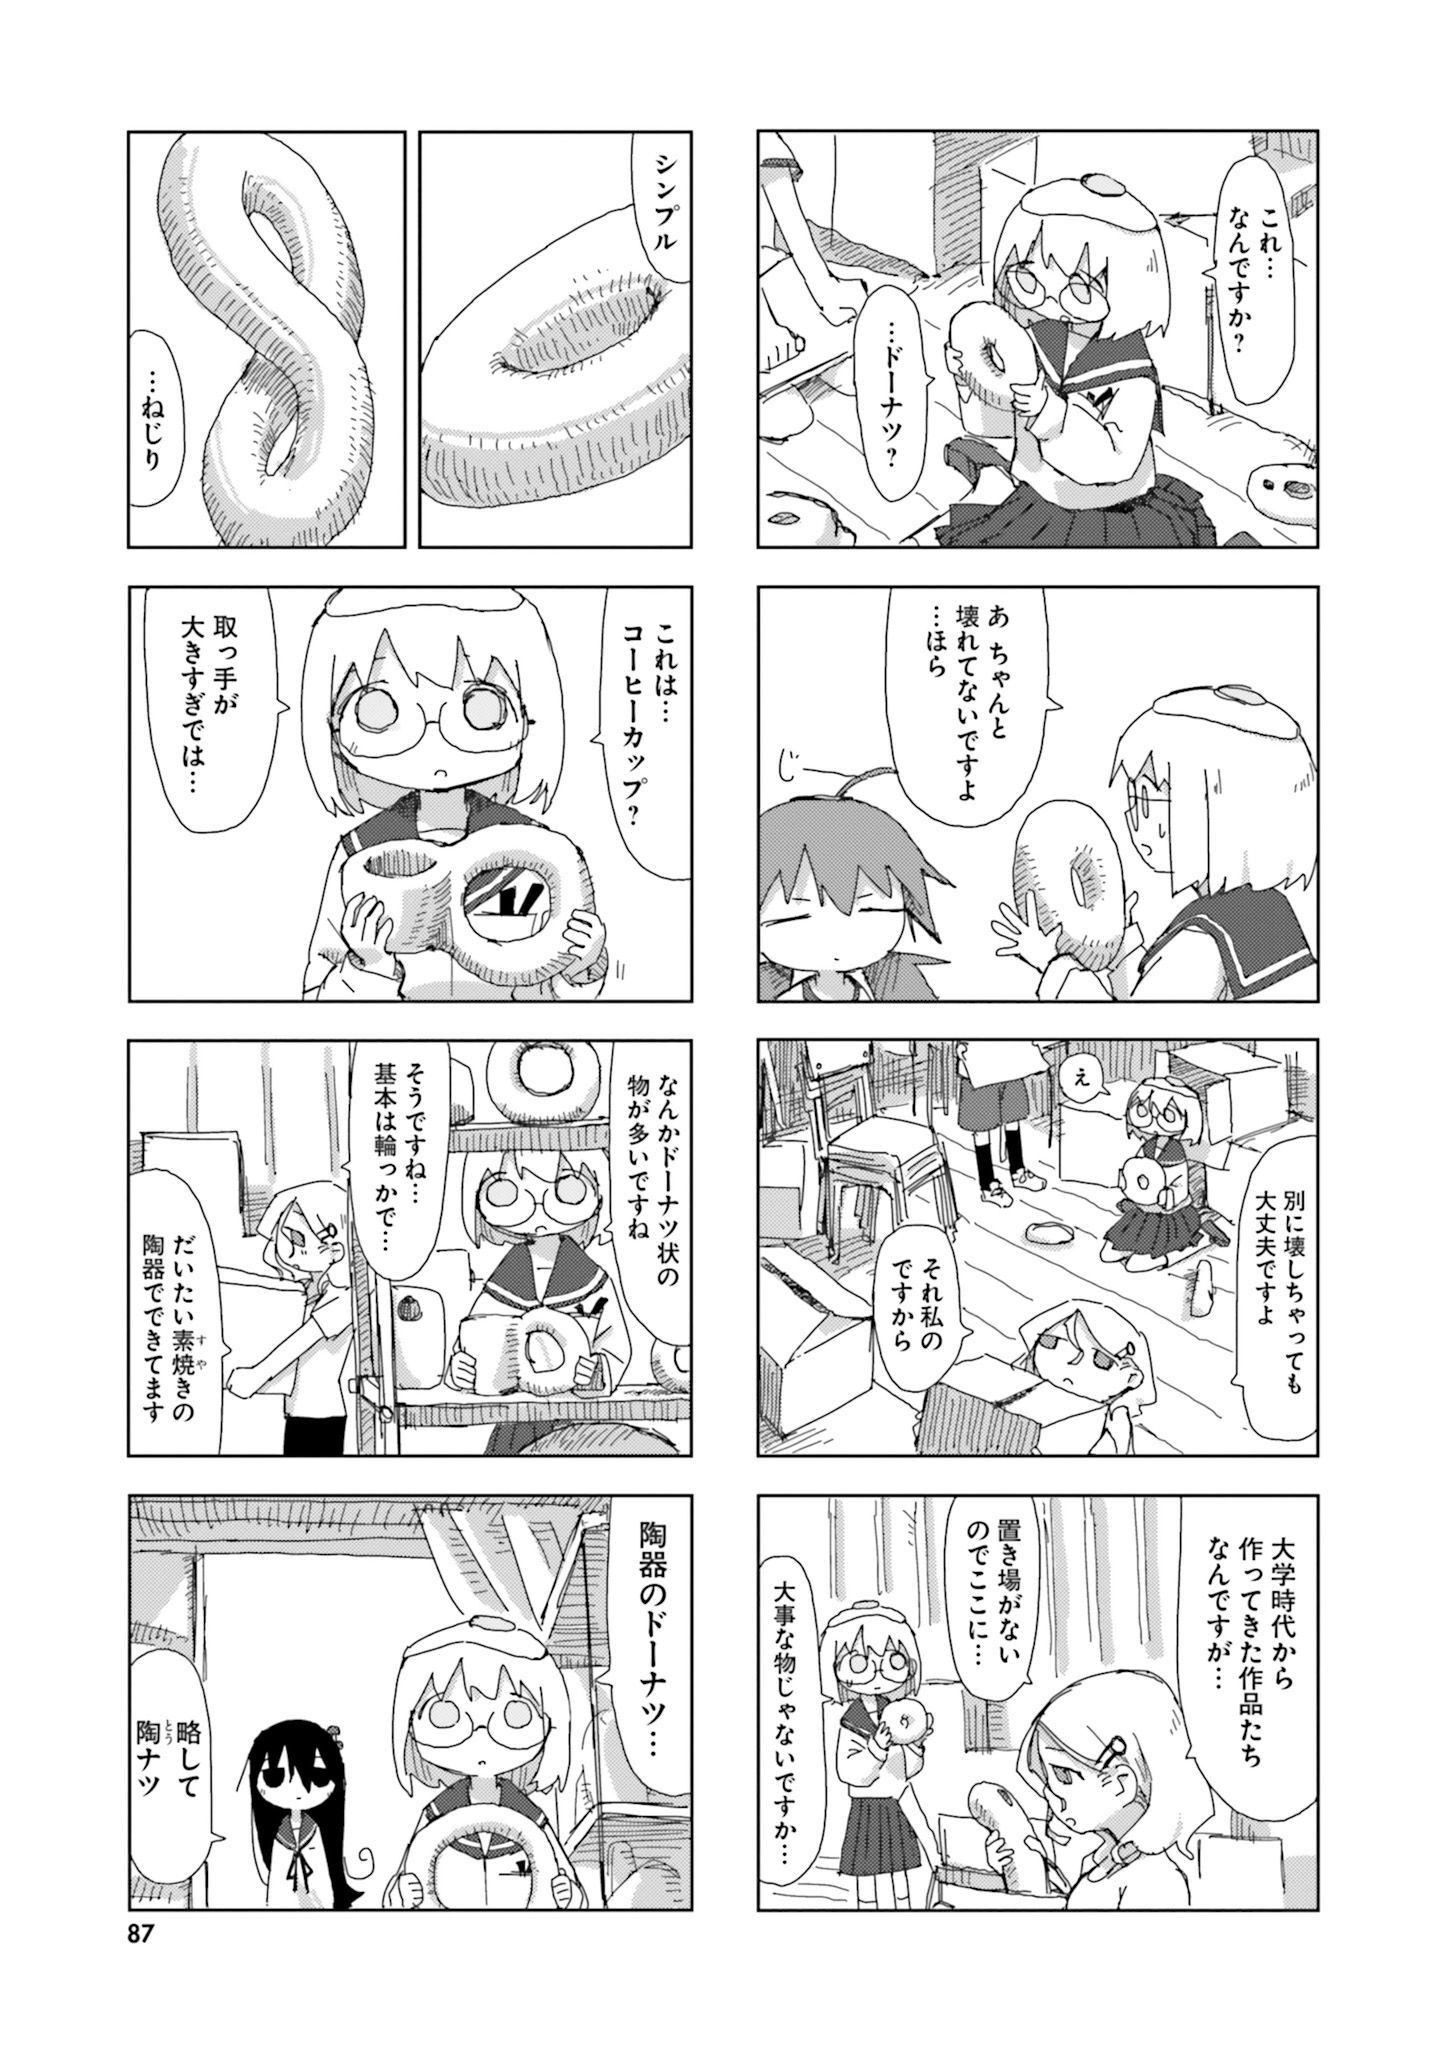 これ…
なんですか？
…ドーナツ？
あ ちゃんと
壊れてないですよ
…ほら
じー
別に壊しちゃっても
大丈夫ですよ
え
それ私の
ですから
大学時代から
作ってきた作品たち
なんですが…
置き場がない
のでここに…
大事な物じゃないですか…
シンプル
…ねじり
これは…
コーヒーカップ？
取っ手が
大きすぎでは…
なんかドーナツ状の
物が多いですね
そうですね…
基本は輪っかで…
だいたい素焼きの
すや
陶器でできてます
陶器のドーナツ…
略して
陶ナツ
とう
87